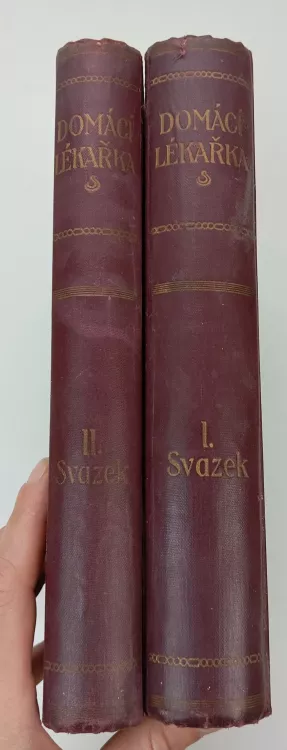 DOMÁCÍ
LÉKAŘKA
II.
Svazek
DOMÁCÍ
LÉKAŘKA
I.
Svazek